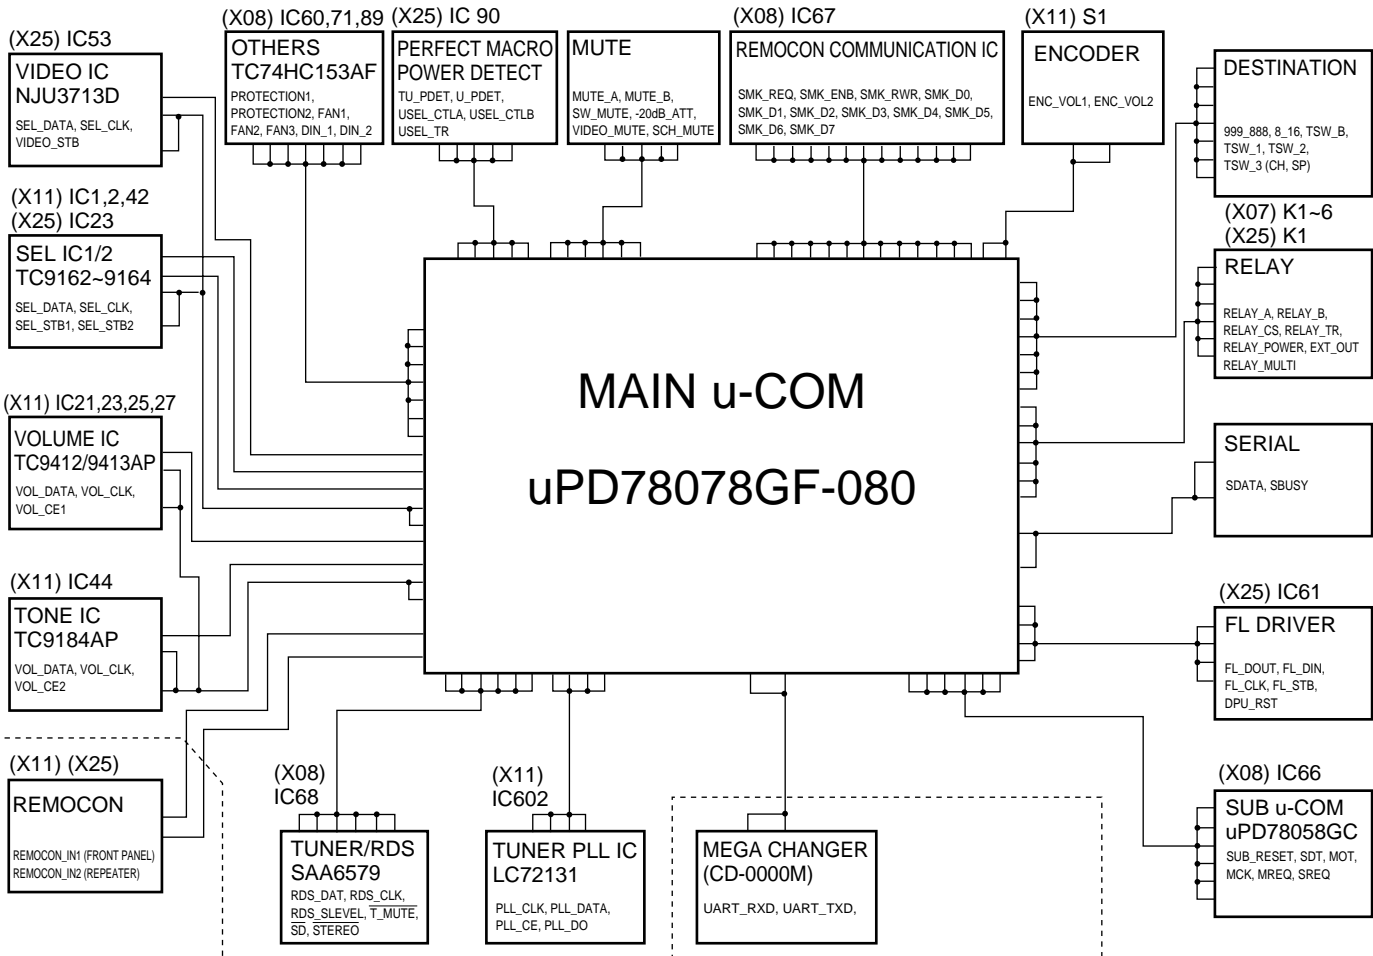 (X25) IC53
VIDEO IC
NJU3713D
SEL_DATA, SEL_CLK,
VIDEO_STB
(X08) IC60,71,89
OTHERS
TC74HC153AF
PROTECTION1,
PROTECTION2, FAN1,
FAN2, FAN3, DIN_1, DIN_2
(X25) IC 90
PERFECT MACRO
POWER DETECT
TU_PDET, U_PDET,
USEL_CTLA, USEL_CTLB
USEL_TR
MUTE
MUTE_A, MUTE_B,
SW_MUTE, -20dB_ATT,
VIDEO_MUTE, SCH_MUTE
(X08) IC67
REMOCON COMMUNICATION IC
SMK_REQ, SMK_ENB, SMK_RWR, SMK_D0,
SMK_D1, SMK_D2, SMK_D3, SMK_D4, SMK_D5,
SMK_D6, SMK_D7
(X11) S1
ENCODER
ENC_VOL1, ENC_VOL2
DESTINATION
999_888, 8_16, TSW_B,
TSW_1, TSW_2,
TSW_3 (CH, SP)
(X11) IC1,2,42
(X25) IC23
SEL IC1/2
TC9162~9164
SEL_DATA, SEL_CLK,
SEL_STB1, SEL_STB2
(X07) K1~6
(X25) K1
RELAY
RELAY_A, RELAY_B,
RELAY_CS, RELAY_TR,
RELAY_POWER, EXT_OUT
RELAY_MULTI
MAIN u-COM
uPD78078GF-080
(X11) IC21,23,25,27
VOLUME IC
TC9412/9413AP
VOL_DATA, VOL_CLK,
VOL_CE1
SERIAL
SDATA, SBUSY
(X11) IC44
TONE IC
TC9184AP
VOL_DATA, VOL_CLK,
VOL_CE2
(X25) IC61
FL DRIVER
FL_DOUT, FL_DIN,
FL_CLK, FL_STB,
DPU_RST
(X11) (X25)
REMOCON
REMOCON_IN1 (FRONT PANEL)
REMOCON_IN2 (REPEATER)
(X08)
IC68
TUNER/RDS
SAA6579
RDS_DAT, RDS_CLK,
RDS_SLEVEL, T_MUTE,
SD, STEREO
(X11)
IC602
TUNER PLL IC
LC72131
PLL_CLK, PLL_DATA,
PLL_CE, PLL_DO
MEGA CHANGER
(CD-0000M)
UART_RXD, UART_TXD,
(X08) IC66
SUB u-COM
uPD78058GC
SUB_RESET, SDT, MOT,
MCK, MREQ, SREQ